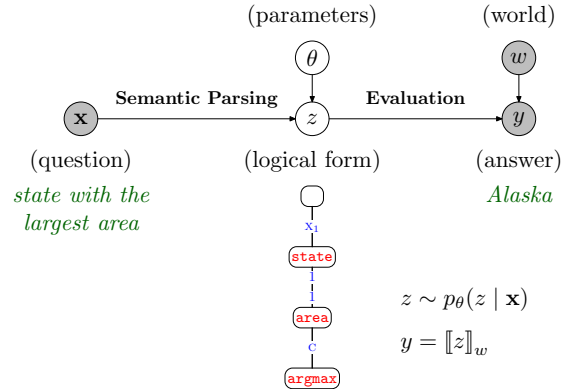 (parameters)
(world)
θ
w
Semantic Parsing
Evaluation
x
z
y
(question)
(logical form)
(answer)
state with the
largest area
Alaska
x₁
state
1
1
area
c
argmax
z ∼ pθ(z | x)
y = ⟦z⟧w